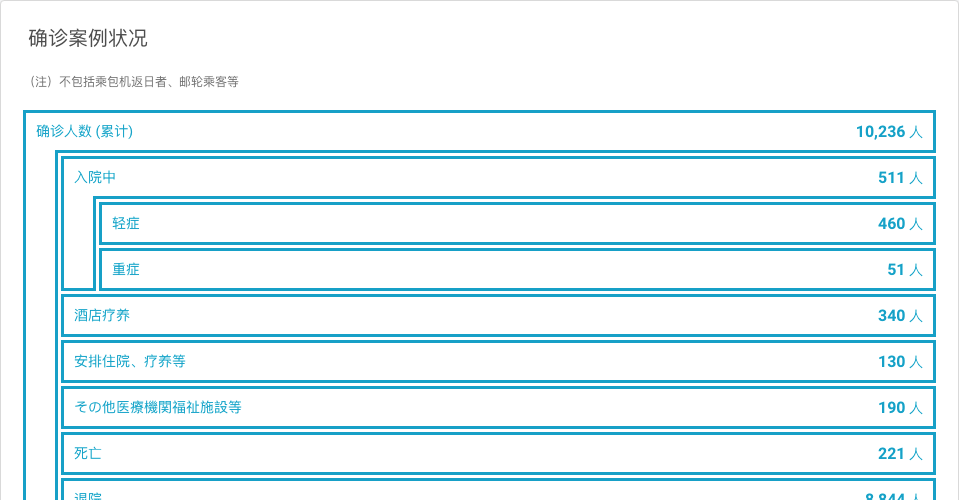 确诊案例状况
（注）不包括乘包机返日者、邮轮乘客等
确诊人数 (累计) 10,236 人
入院中 511 人
轻症 460 人
重症 51 人
酒店疗养 340 人
安排住院、疗养等 130 人
その他医療機関福祉施設等 190 人
死亡 221 人
退院 8,844 人